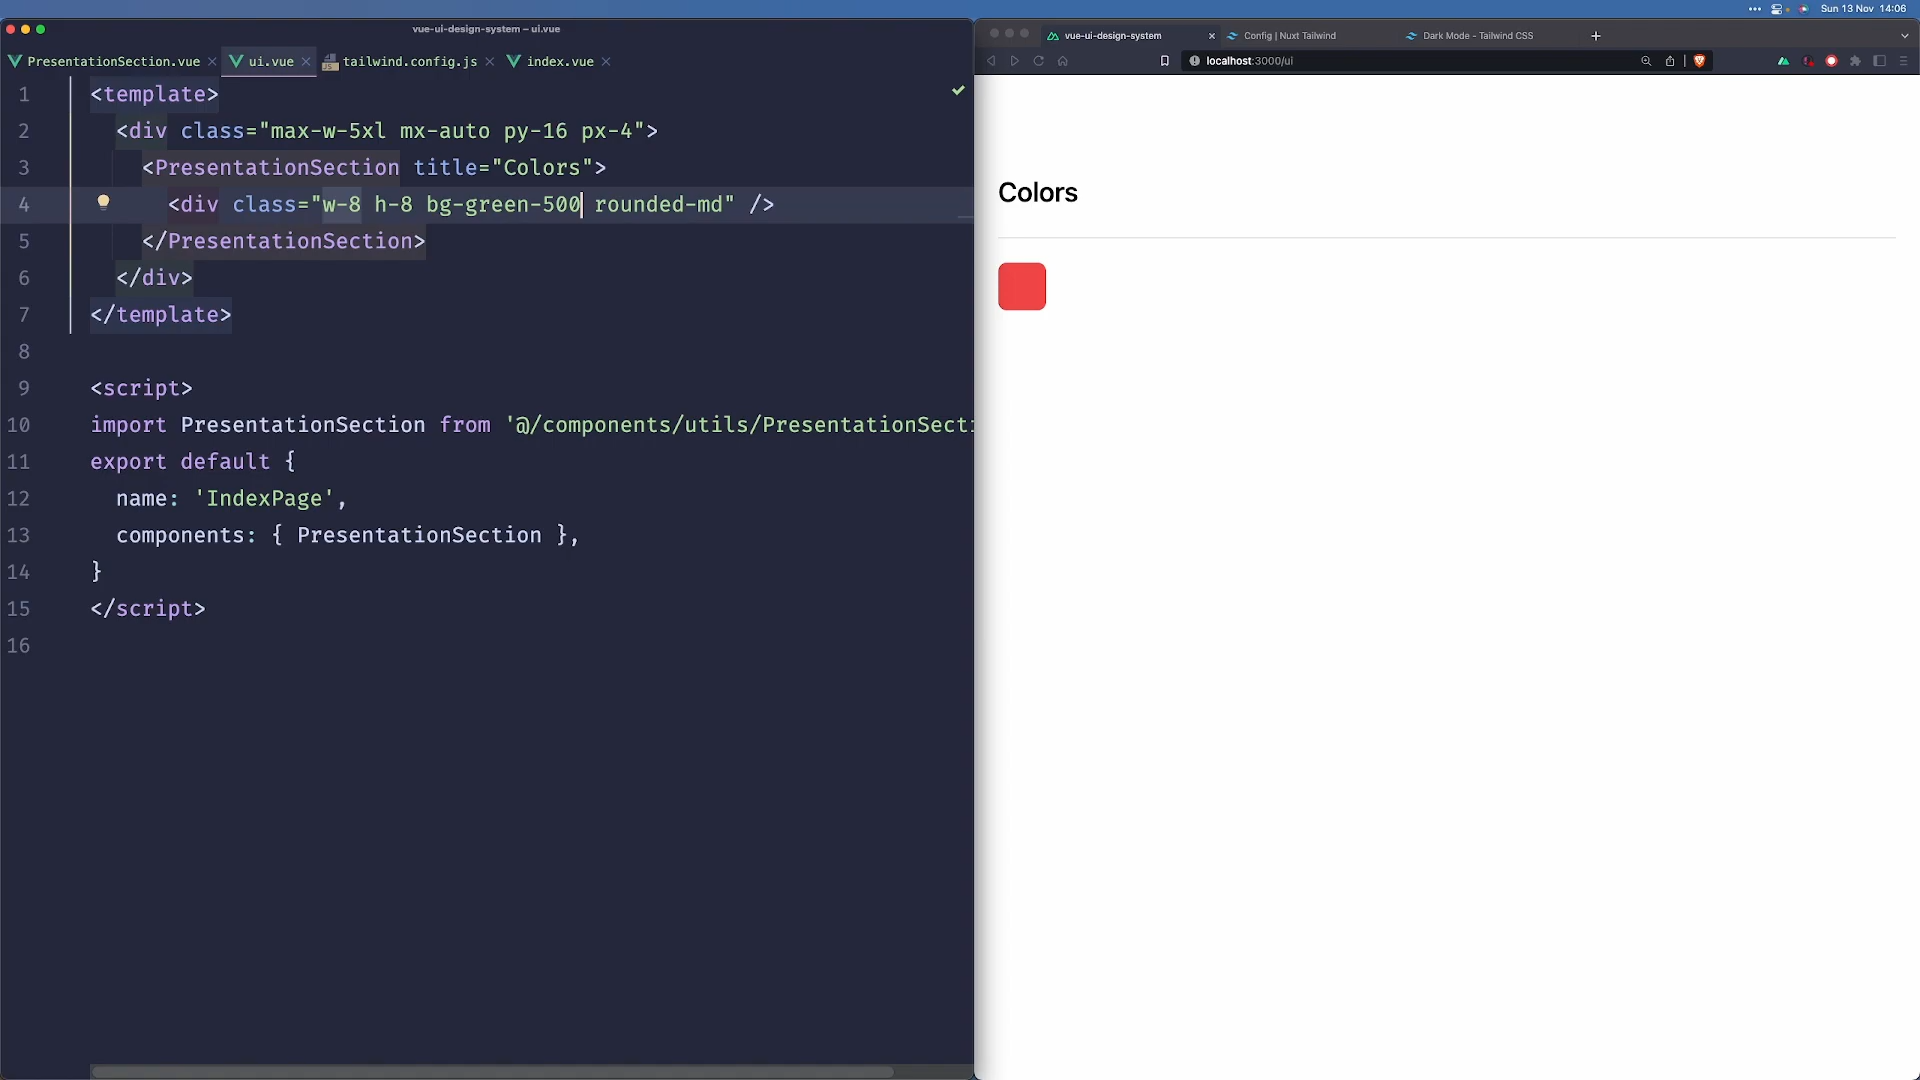 Sun 13 Nov 14:06
vue-ui-design-system – ui.vue
PresentationSection.vue
ui.vue
tailwind.config.js
index.vue
1 <template>
2 <div class="max-w-5xl mx-auto py-16 px-4">
3 <PresentationSection title="Colors">
4 <div class="w-8 h-8 bg-green-500 rounded-md" />
5 </PresentationSection>
6 </div>
7 </template>
8
9 <script>
10 import PresentationSection from '@/components/utils/PresentationSecti
11 export default {
12 name: 'IndexPage',
13 components: { PresentationSection },
14 }
15 </script>
16
vue-ui-design-system
Config | Nuxt Tailwind
Dark Mode - Tailwind CSS
localhost:3000/ui
Colors